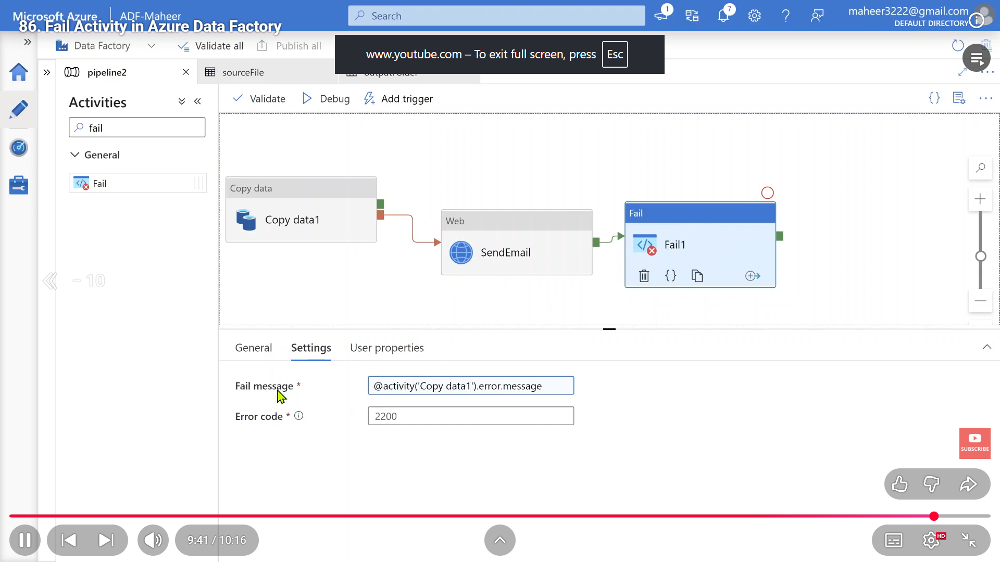 Microsoft Azure
ADF-Maheer
Search
1
7
maheer3222@gmail.com
DEFAULT DIRECTORY
86. Fail Activity in Azure Data Factory
Data Factory
Validate all
Publish all
www.youtube.com – To exit full screen, press Esc
pipeline2
sourceFile
outputFolder
Activities
Validate
Debug
Add trigger
fail
General
Fail
Copy data
Copy data1
Web
SendEmail
Fail
Fail1
- 10
General
Settings
User properties
Fail message *
@activity('Copy data1').error.message
Error code *
2200
SUBSCRIBE
9:41 / 10:16
HD